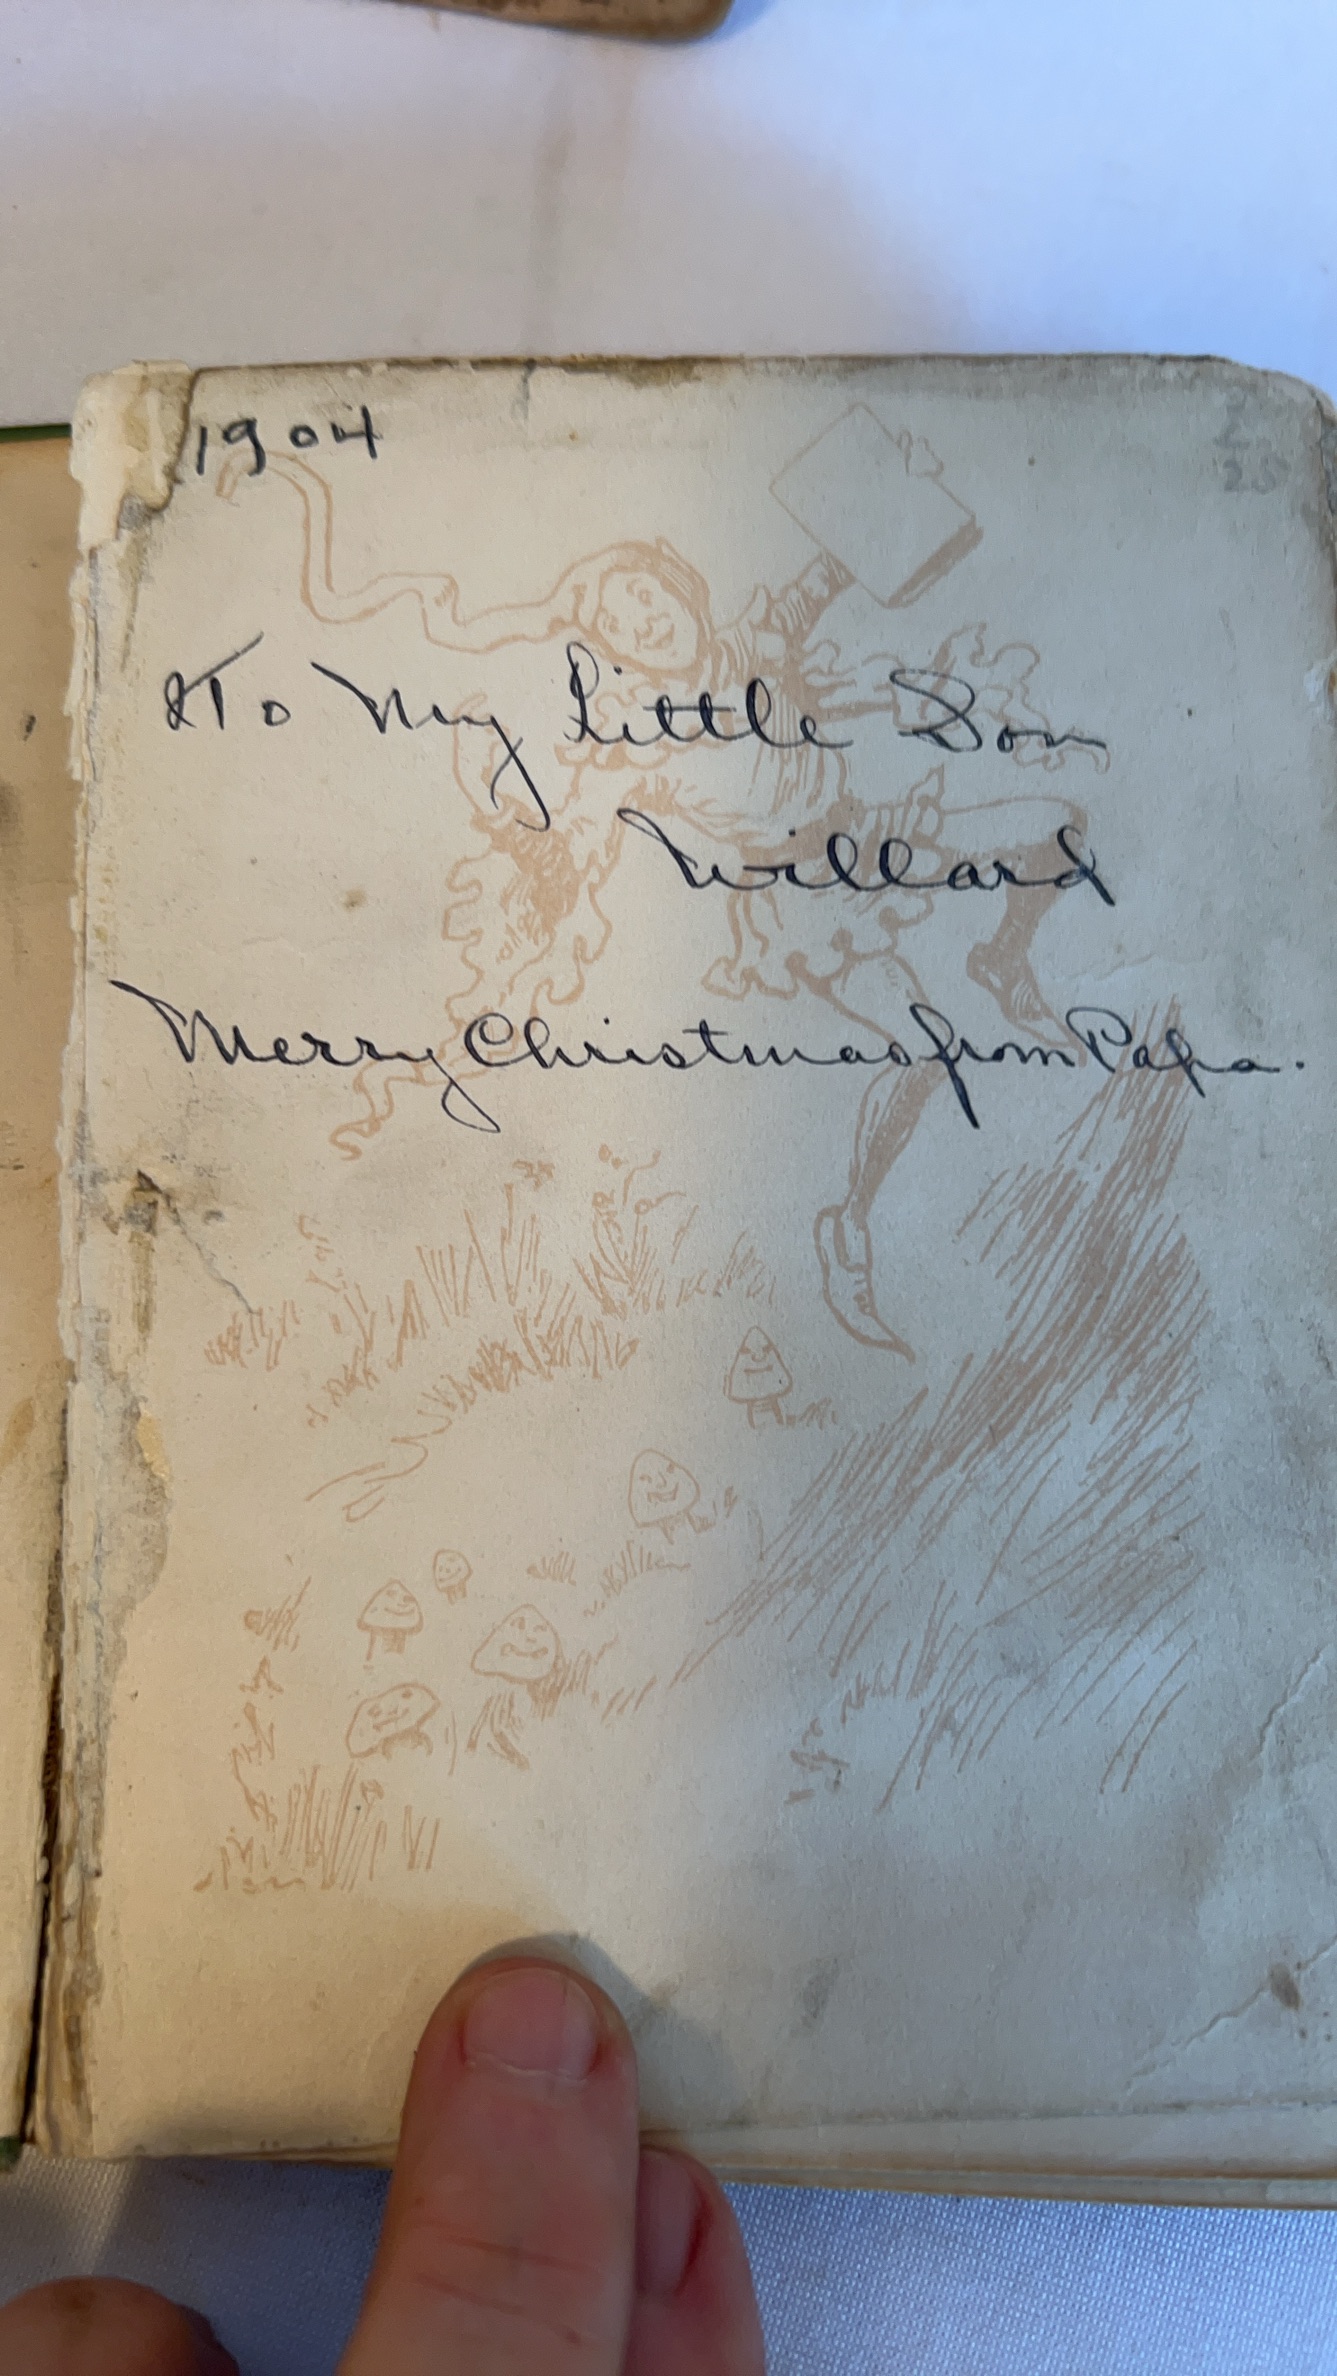 1904
To My Little Son
Willard
Merry Christmas from Papa.